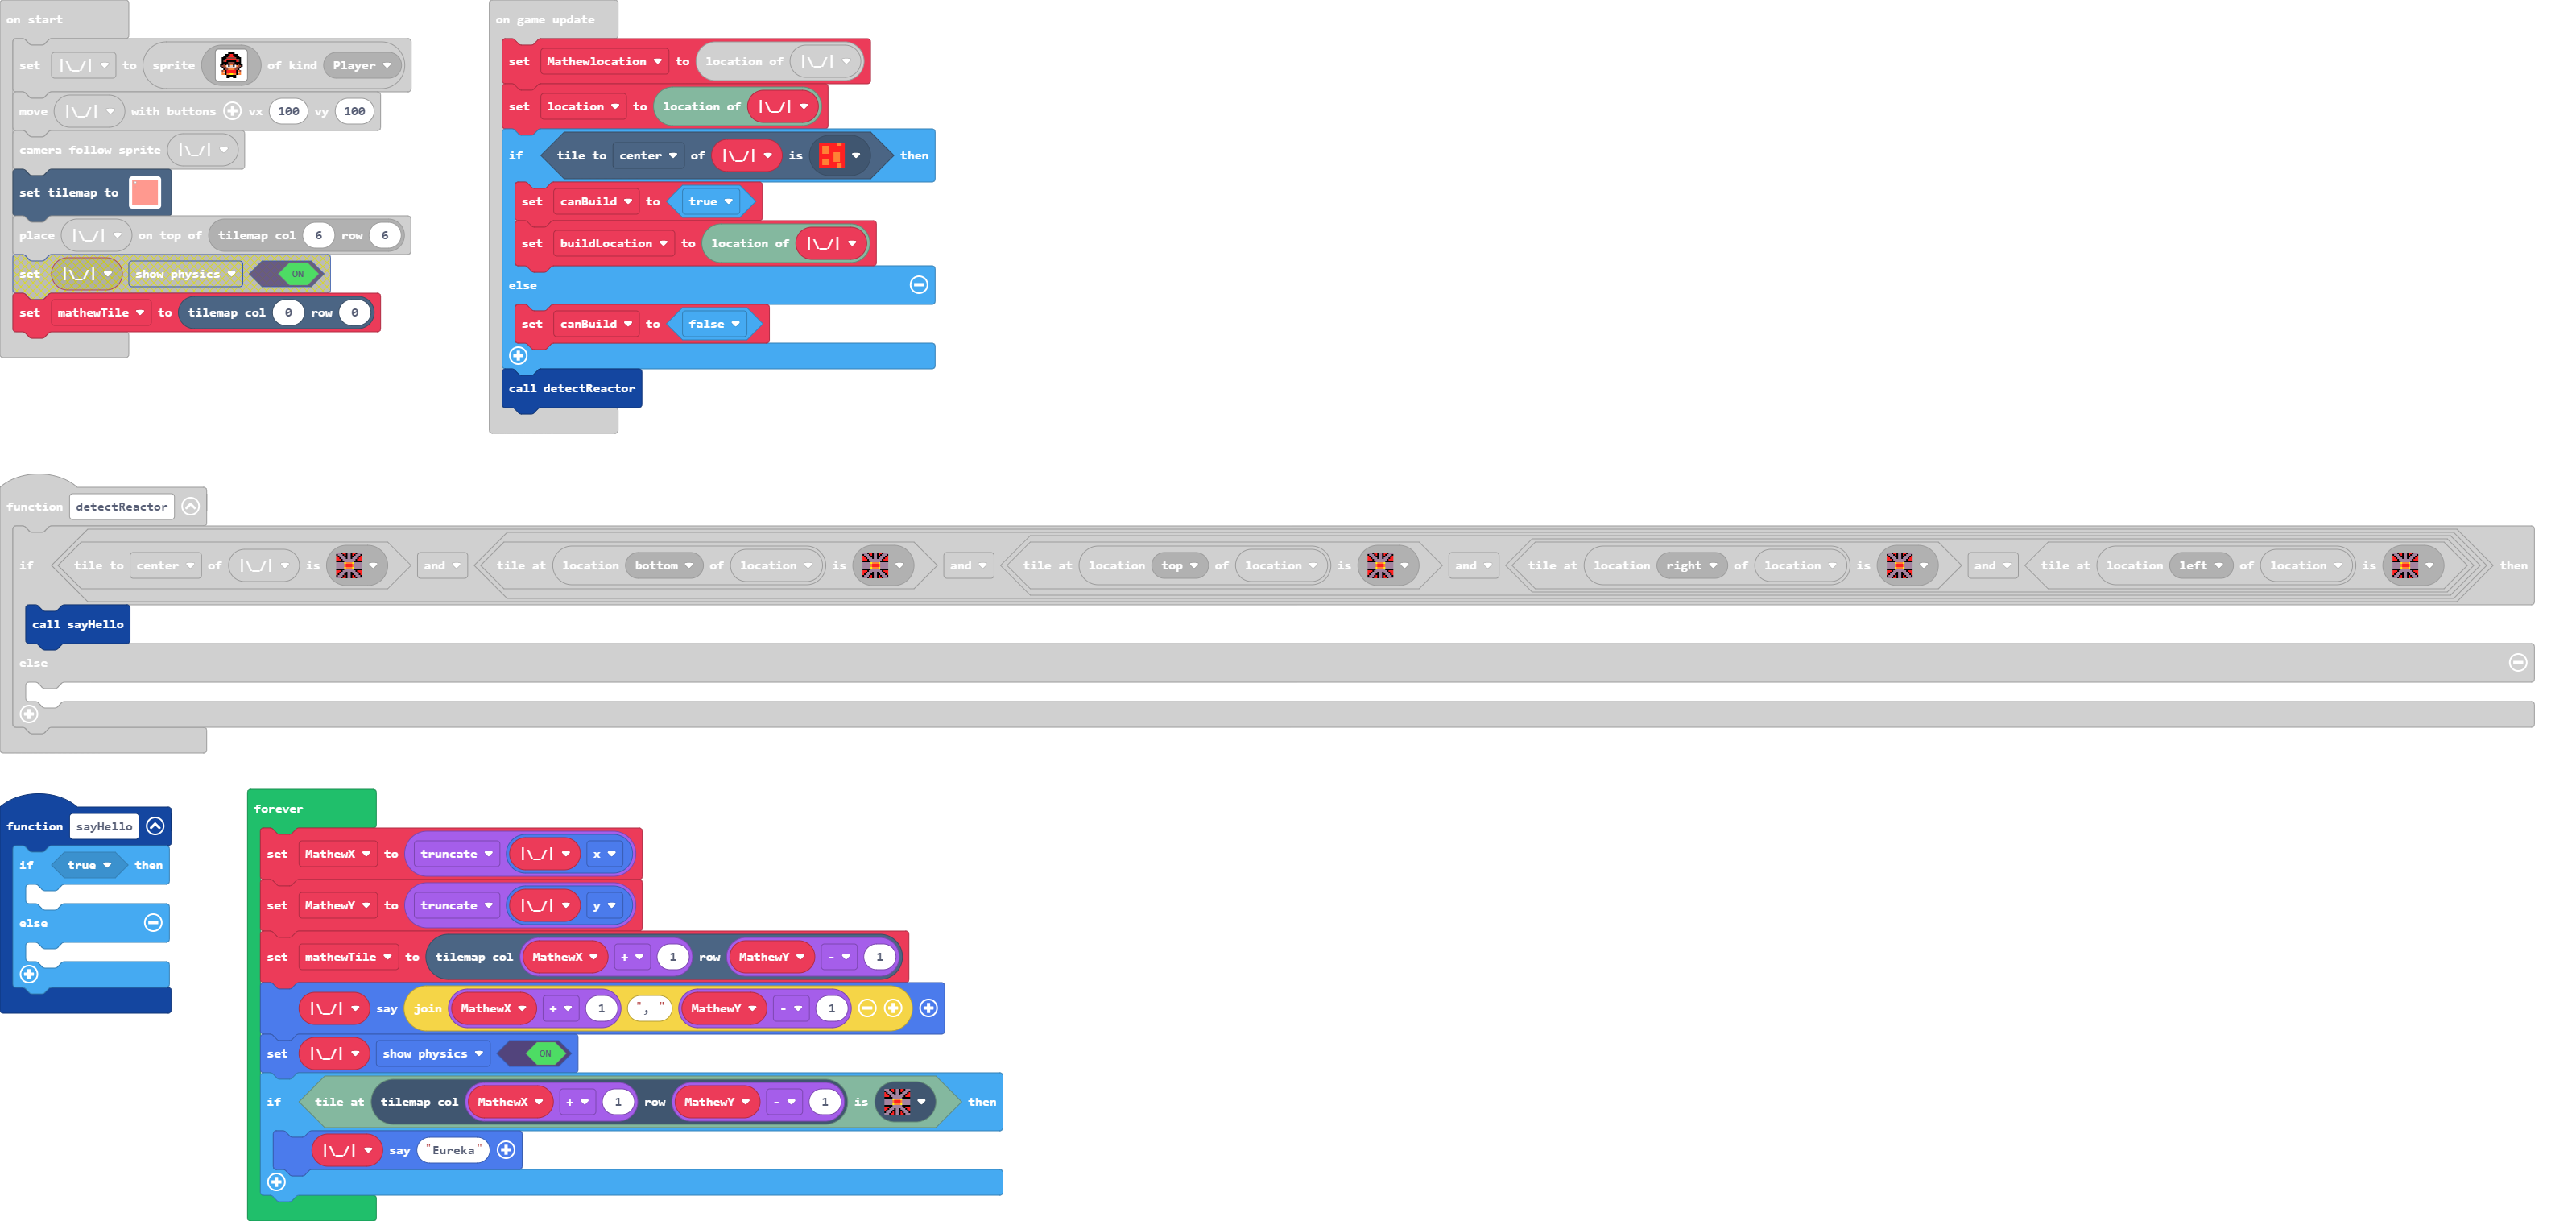 on start
set |\_/| to sprite of kind Player
move |\_/| with buttons vx 100 vy 100
camera follow sprite |\_/|
set tilemap to
place |\_/| on top of tilemap col 6 row 6
set |\_/| show physics ON
set mathewTile to tilemap col 0 row 0
on game update
set Mathewlocation to location of |\_/|
set location to location of |\_/|
if tile to center of |\_/| is then
set canBuild to true
set buildLocation to location of |\_/|
else
set canBuild to false
call detectReactor
function detectReactor
if tile to center of |\_/| is and tile at location bottom of location is and tile at location top of location is and tile at location right of location is and tile at location left of location is then
call sayHello
else
function sayHello
if true then
else
forever
set MathewX to truncate |\_/| x
set MathewY to truncate |\_/| y
set mathewTile to tilemap col MathewX + 1 row MathewY - 1
|\_/| say join MathewX + 1 ", " MathewY - 1
set |\_/| show physics ON
if tile at tilemap col MathewX + 1 row MathewY - 1 is then
|\_/| say "Eureka"